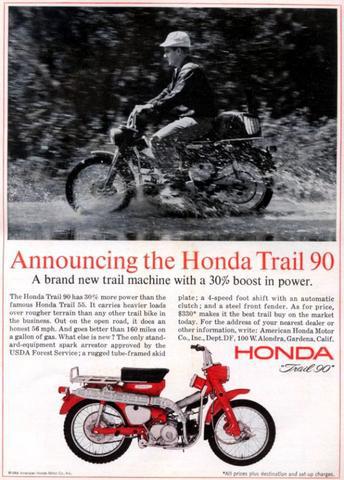 Announcing the Honda Trail 90
A brand new trail machine with a 30% boost in power.
The Honda Trail 90 has 30% more power than the
famous Honda Trail 55. It carries heavier loads
over rougher terrain than any other trail bike in
the business. Out on the open road, it does an
honest 56 mph. And goes better than 160 miles on
a gallon of gas. What else is new? The only stand-
ard-equipment spark arrestor approved by the
USDA Forest Service; a rugged tube-framed skid
plate; a 4-speed foot shift with an automatic
clutch; and a steel front fender. As for price,
$330* makes it the best trail buy on the market
today. For the address of your nearest dealer or
other information, write: American Honda Motor
Co., Inc., Dept. DF, 100 W. Alondra, Gardena, Calif.
HONDA
"Trail 90"
American Honda Motor Co., Inc.
*All prices plus destination and set-up charges.